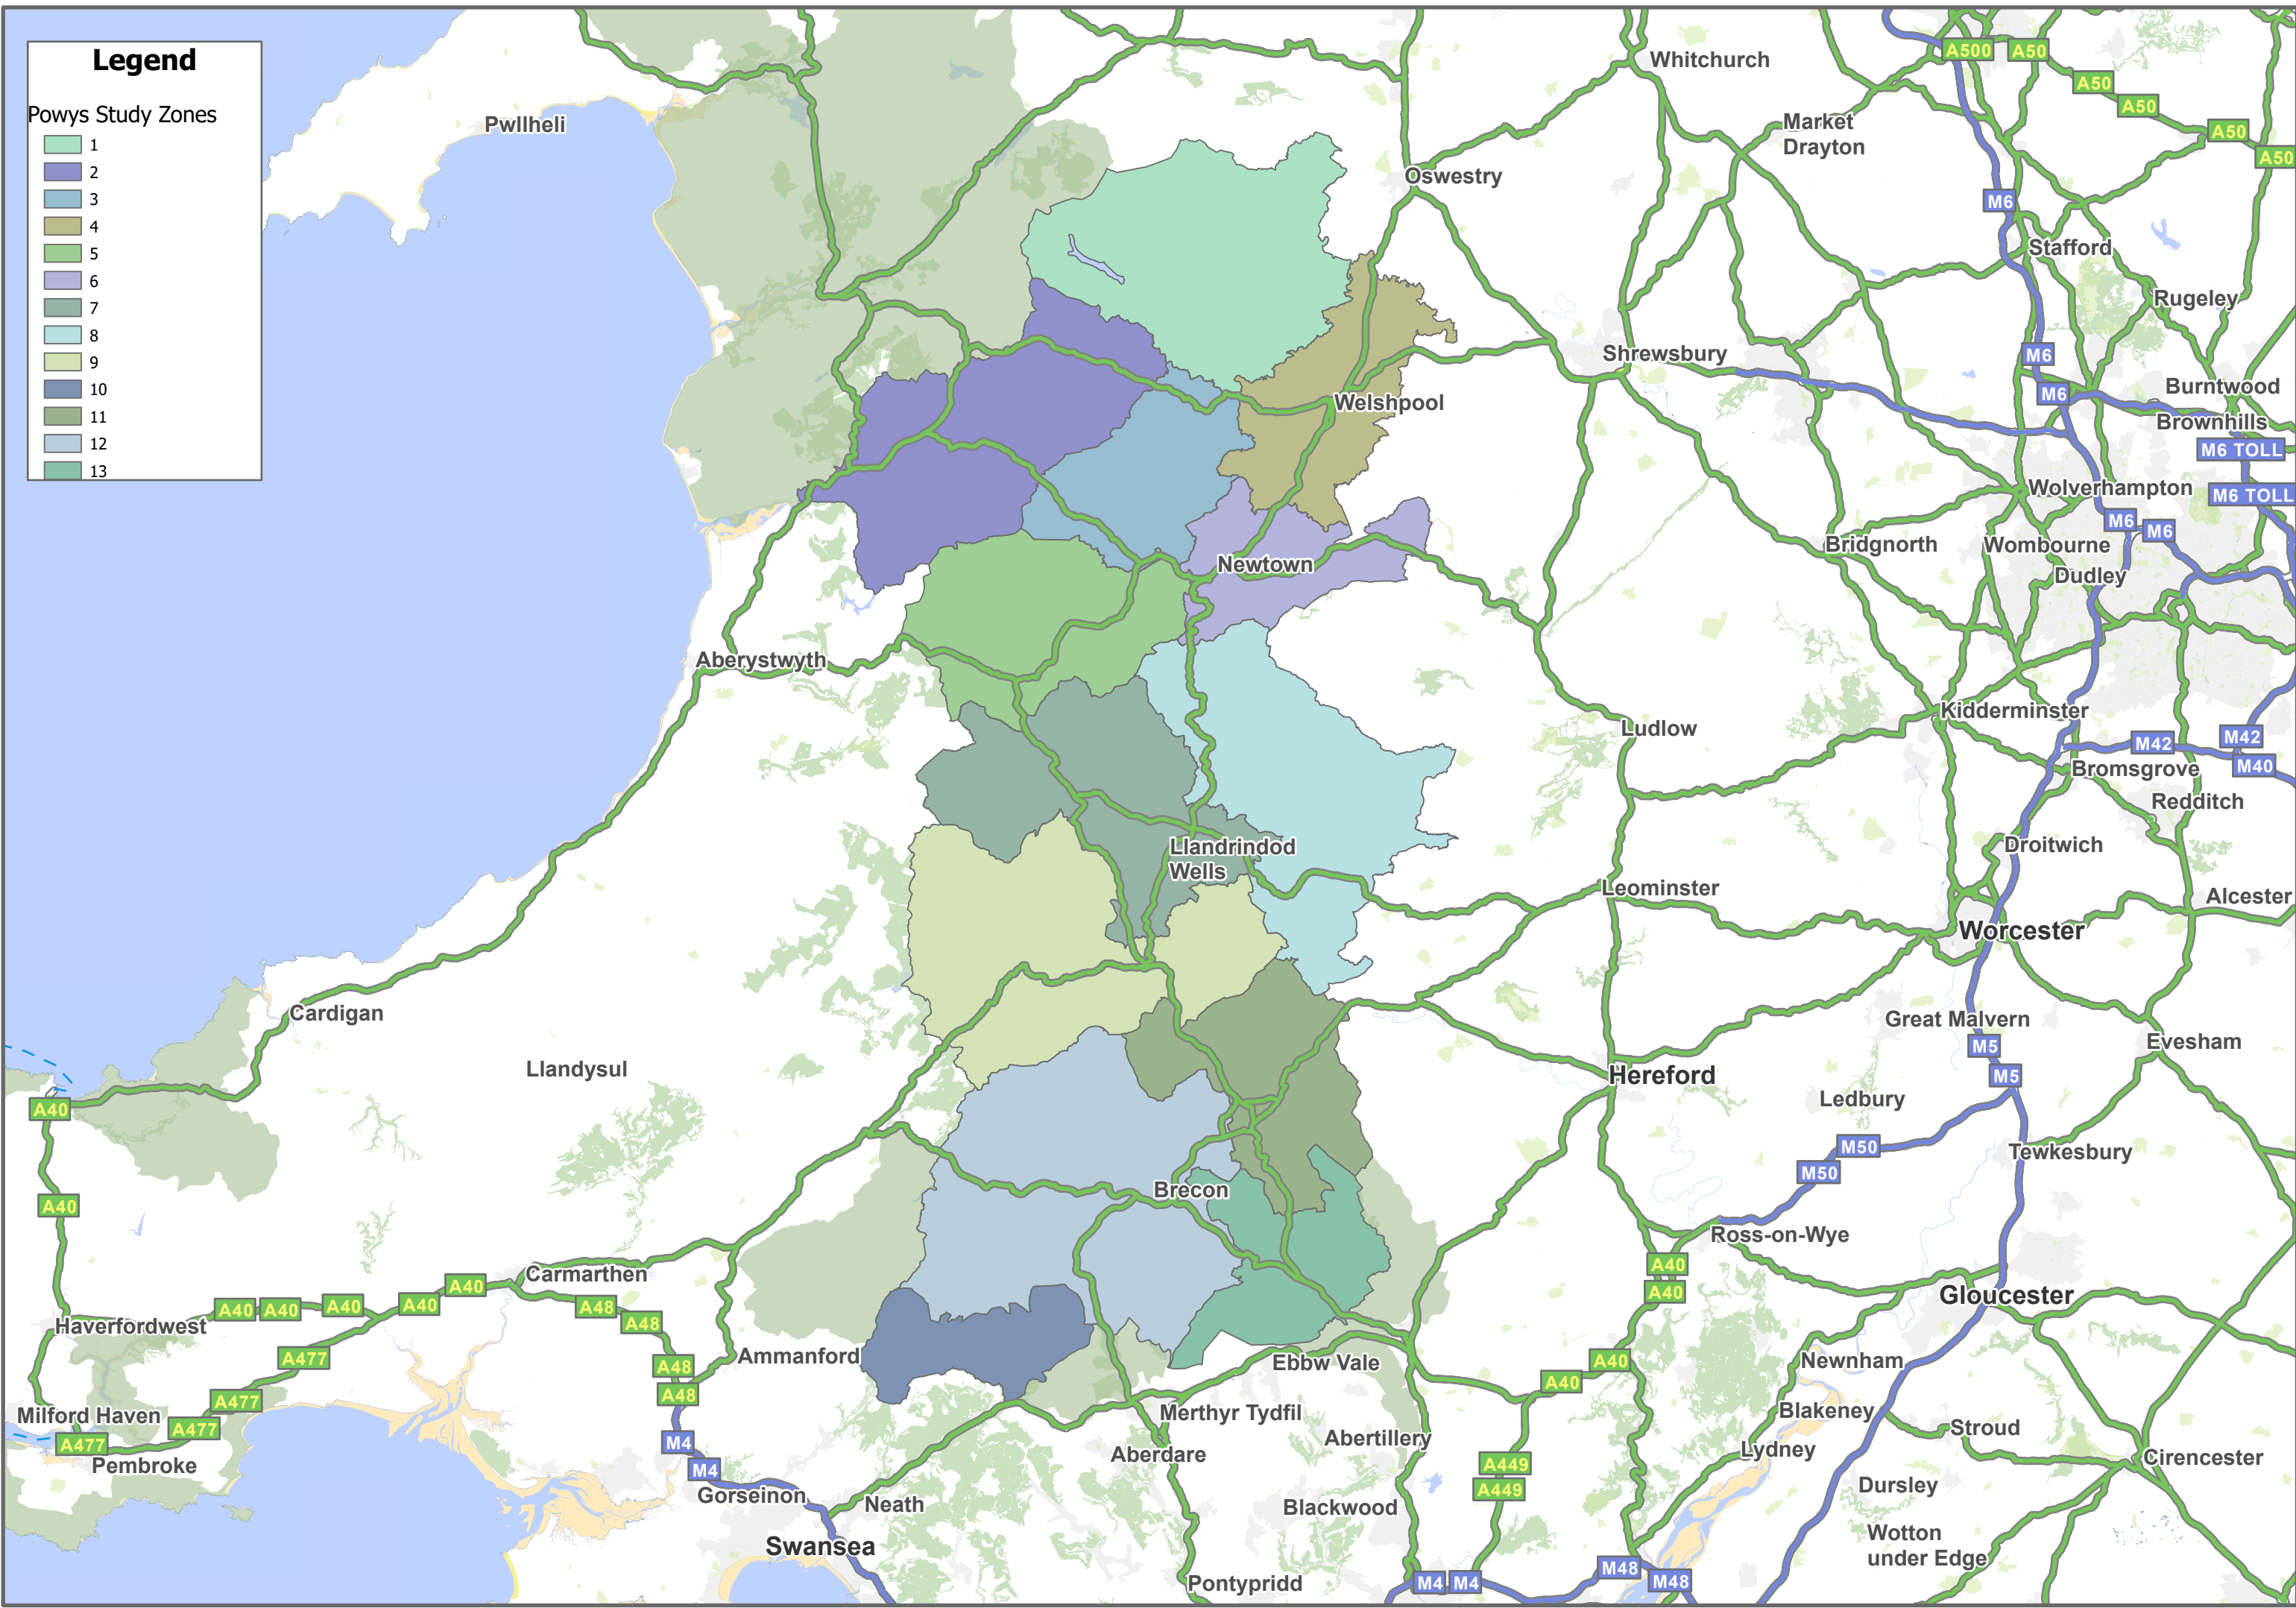 Legend
Powys Study Zones
1
2
3
4
5
6
7
8
9
10
11
12
13
Whitchurch
A500
A50
A50
A50
A50
A50
Pwllheli
Market
Drayton
Oswestry
M6
Stafford
Rugeley
Shrewsbury
M6
M6
Burntwood
Brownhills
M6 TOLL
M6 TOLL
Welshpool
Wolverhampton
M6
M6
Bridgnorth
Wombourne
Dudley
Newtown
Aberystwyth
Ludlow
Kidderminster
M42
M42
M40
Bromsgrove
Redditch
Llandrindod
Wells
Droitwich
Leominster
Alcester
Worcester
Cardigan
Great Malvern
M5
Evesham
Llandysul
Hereford
M5
Ledbury
A40
M50
M50
Tewkesbury
Brecon
A40
Ross-on-Wye
A40
A40
Carmarthen
A40
A40
A40
A40
A40
A48
A48
Gloucester
Haverfordwest
A477
Ammanford
A48
A48
Ebbw Vale
A40
A40
Newnham
A477
A477
A477
Milford Haven
Pembroke
Merthyr Tydfil
Abertillery
Aberdare
Blakeney
Lydney
Stroud
Cirencester
M4
M4
Gorseinon
Neath
A449
A449
Blackwood
Dursley
Wotton
under Edge
Swansea
Pontypridd
M4
M4
M48
M48